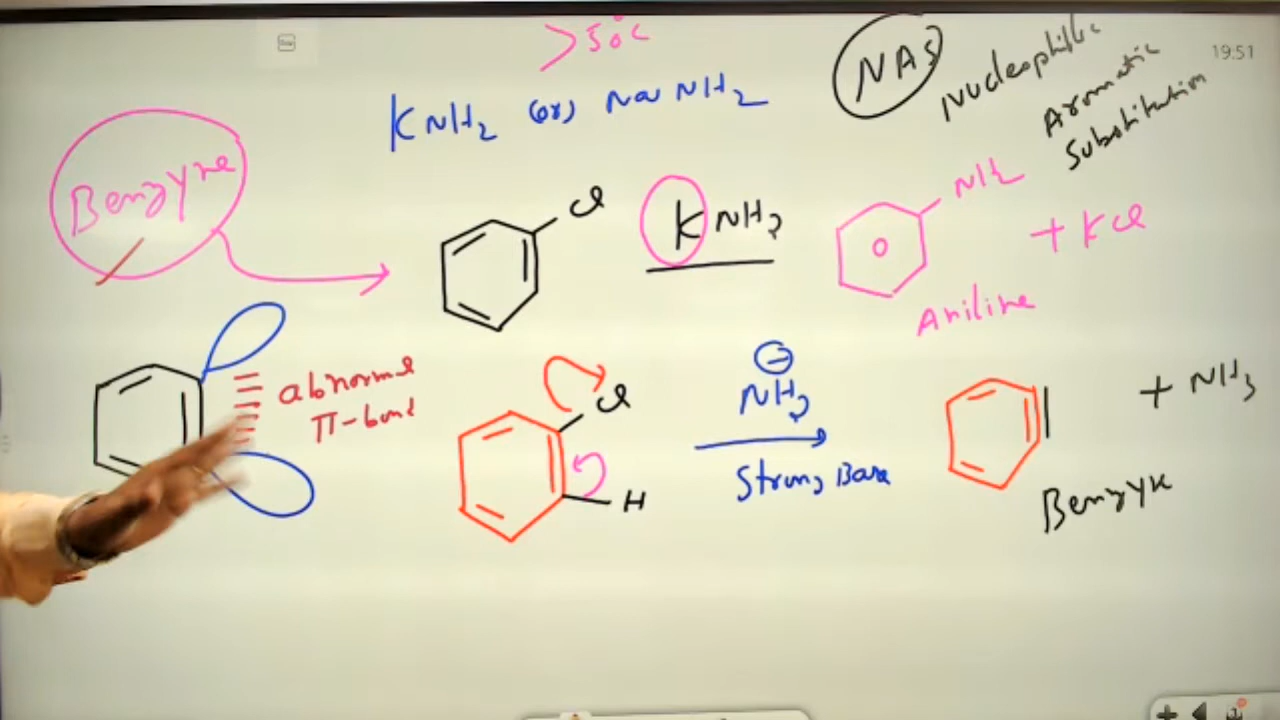 >50°C
KNH2 (or) NaNH2
NAS
Nucleophilic
Aromatic
Substitution
19:51
Benzyne
Cl
KNH2
NH2
+ KCl
Aniline
abnormal
π-bond
Cl
H
NH2
Strong Base
+ NH3
Benzyne